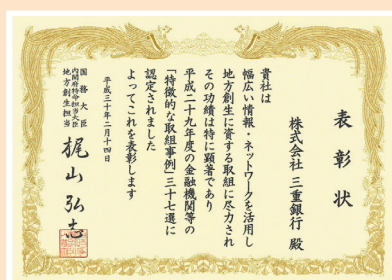 表彰状
株式会社 三重銀行 殿
貴社は
幅広い情報・ネットワークを活用し
地方創生に資する取組に尽力され
その功績は特に顕著であり
平成二十九年度の金融機関等の
「特徴的な取組事例」三十七選に
認定されました
よってこれを表彰します
平成三十年二月十四日
国務大臣
内閣府特命担当大臣
地方創生担当
梶山弘志